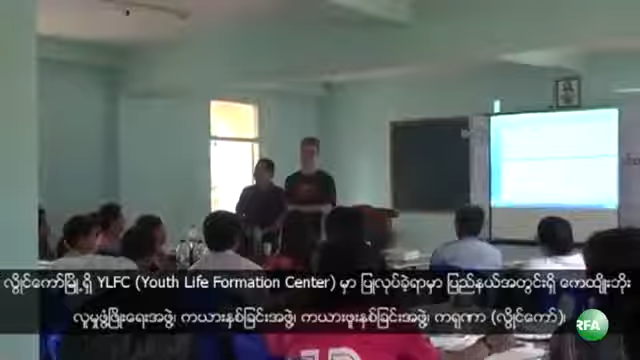 လွိုင်ကော်မြို့ရှိ YLFC (Youth Life Formation Center) မှာ ပြုလုပ်ခဲ့ရာမှာ ပြည်နယ်အတွင်းရှိ ကေထိုးဘိုး
လူမှုဖွံ့ဖြိုးရေးအဖွဲ့၊ ကယားနှစ်ခြင်းအဖွဲ့၊ ကယားဖူးနှစ်ခြင်းအဖွဲ့၊ ကရုဏာ (လွိုင်ကော်)၊
RFA